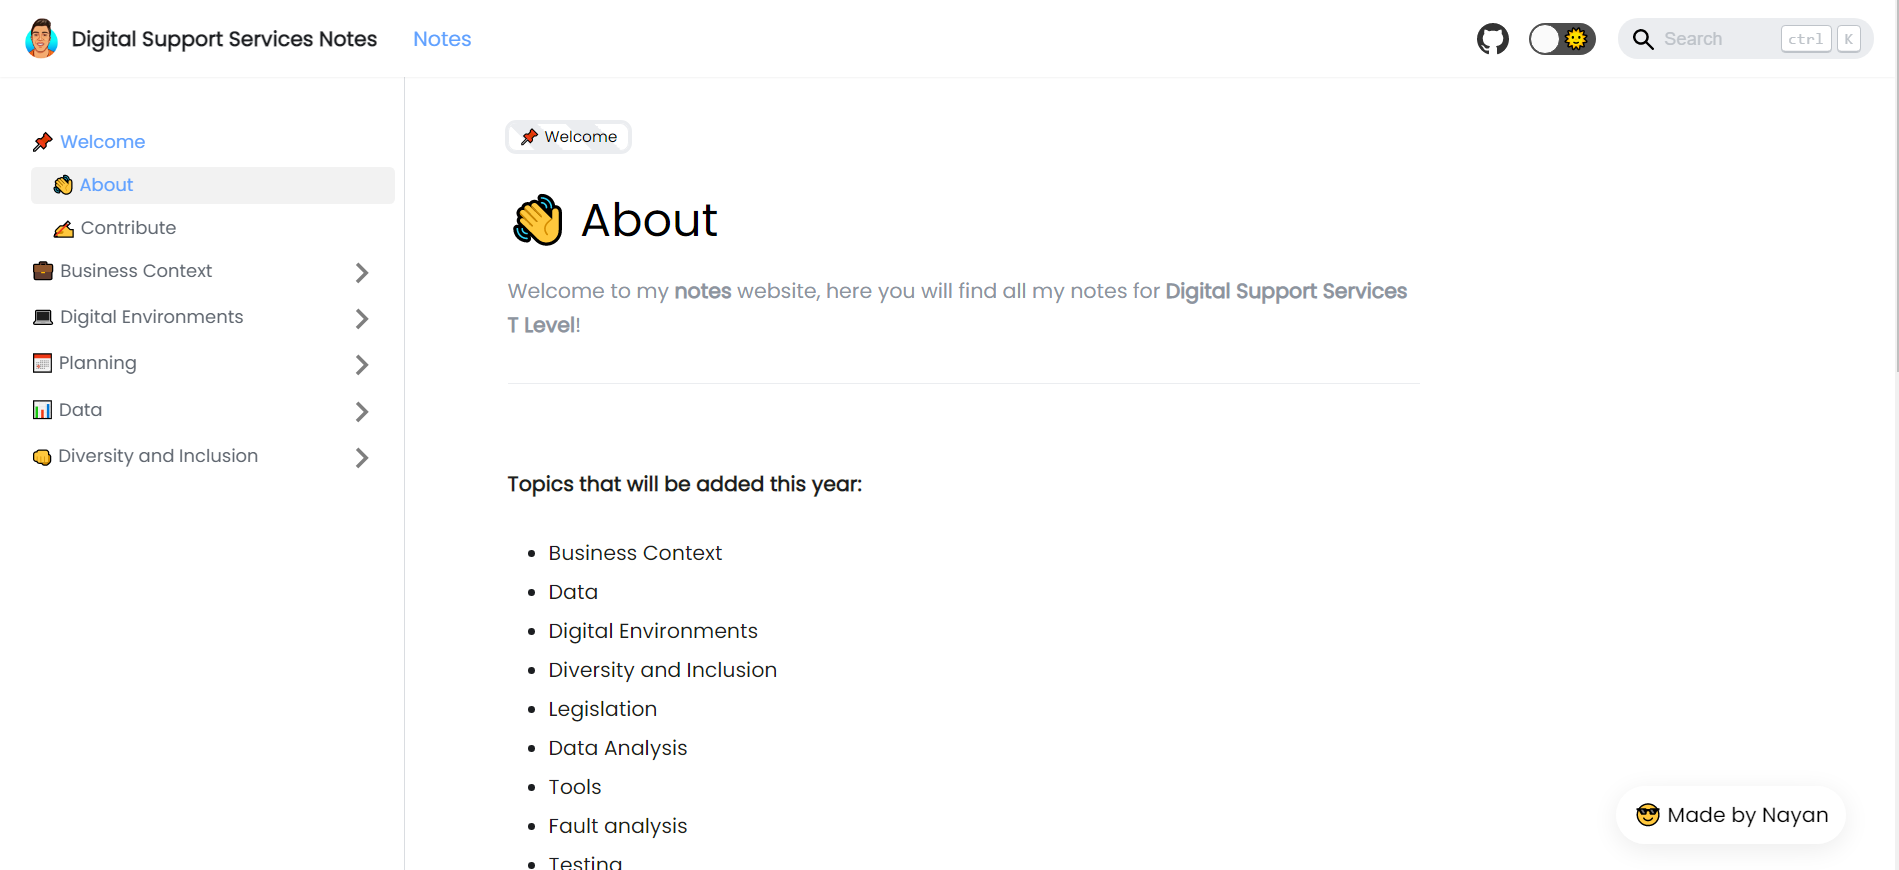 Digital Support Services Notes
Notes
Search
ctrl
K
Welcome
About
Contribute
Business Context
Digital Environments
Planning
Data
Diversity and Inclusion
Welcome
About
Welcome to my notes website, here you will find all my notes for Digital Support Services
T Level!
Topics that will be added this year:
Business Context
Data
Digital Environments
Diversity and Inclusion
Legislation
Data Analysis
Tools
Fault analysis
Testing
Made by Nayan